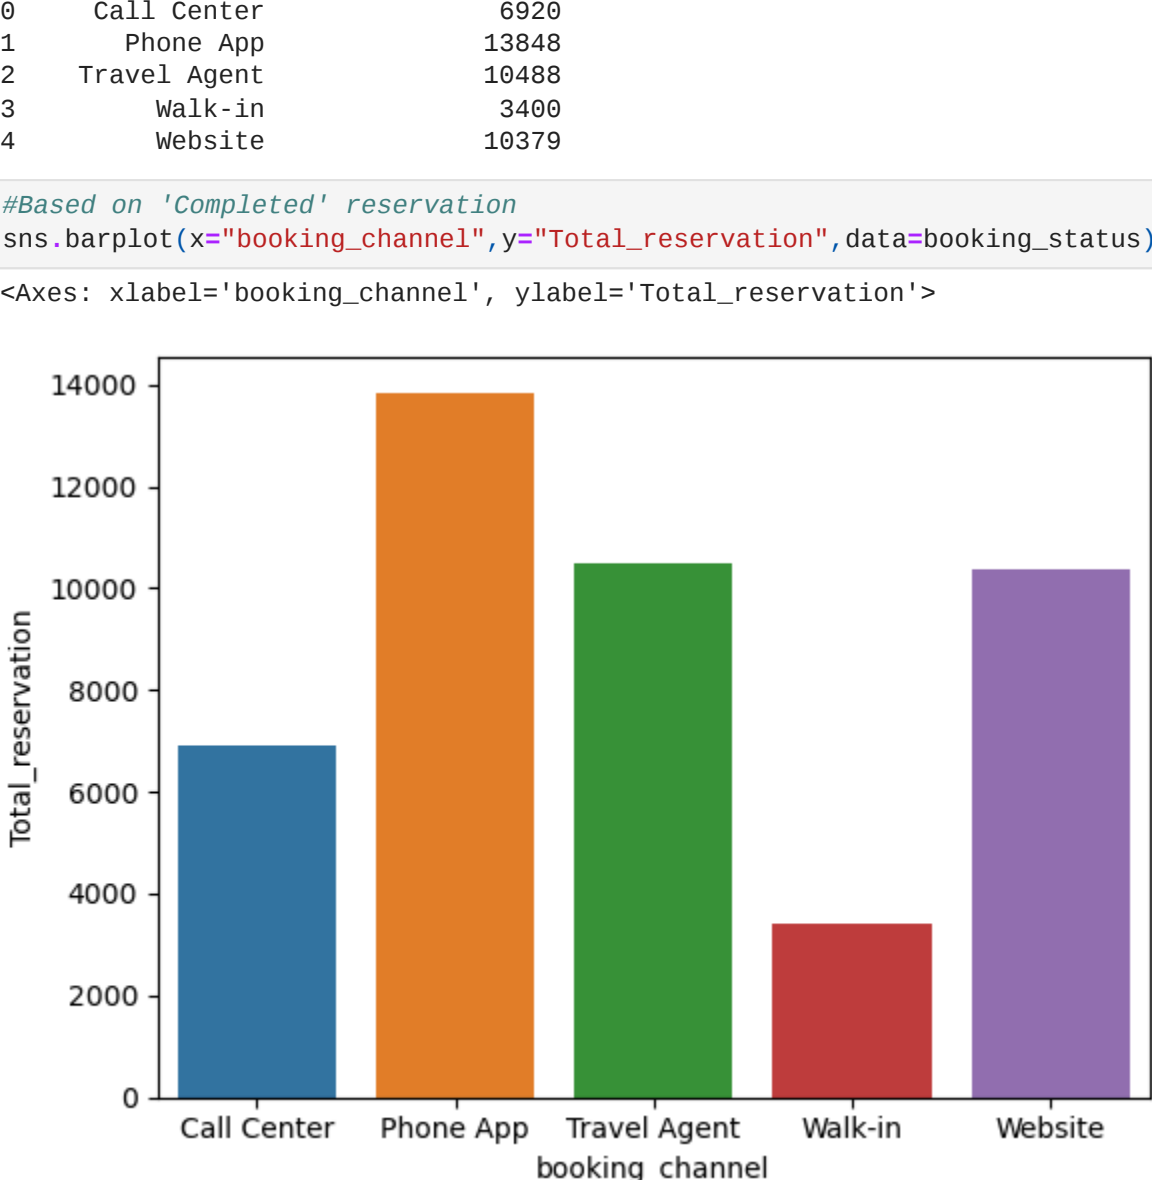 0 Call Center 6920
1 Phone App 13848
2 Travel Agent 10488
3 Walk-in 3400
4 Website 10379
#Based on 'Completed' reservation
sns.barplot(x="booking_channel",y="Total_reservation",data=booking_status)
<Axes: xlabel='booking_channel', ylabel='Total_reservation'>
14000
12000
10000
8000
6000
4000
2000
0
Total_reservation
Call Center Phone App Travel Agent Walk-in Website
booking_channel